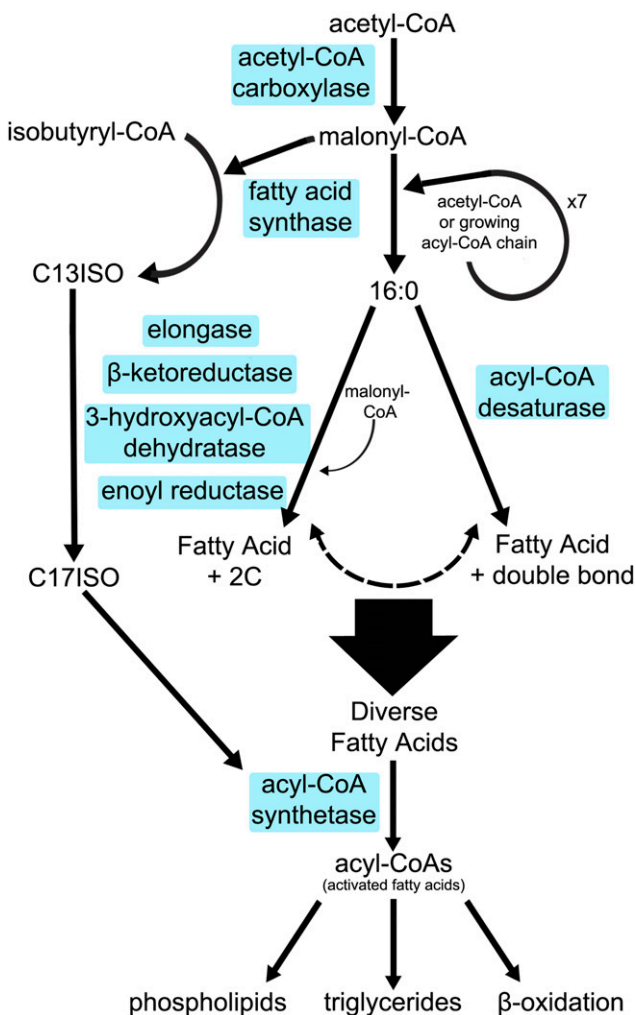 acetyl-CoA
acetyl-CoA
carboxylase
isobutyryl-CoA
malonyl-CoA
fatty acid
synthase
acetyl-CoA
or growing
acyl-CoA chain
x7
C13ISO
16:0
elongase
β-ketoreductase
3-hydroxyacyl-CoA
dehydratase
enoyl reductase
malonyl-
CoA
acyl-CoA
desaturase
Fatty Acid
+ 2C
Fatty Acid
+ double bond
C17ISO
Diverse
Fatty Acids
acyl-CoA
synthetase
acyl-CoAs
(activated fatty acids)
phospholipids
triglycerides
β-oxidation